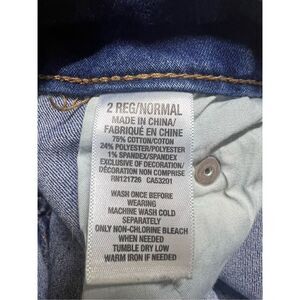 2 REG/NORMAL
MADE IN CHINA/
FABRIQUÉ EN CHINE
75% COTTON/COTON
24% POLYESTER/POLYESTER
1% SPANDEX/SPANDEX
EXCLUSIVE OF DECORATION/
DÉCORATION NON COMPRISE
RN121726 CA53201
WASH ONCE BEFORE
WEARING
MACHINE WASH COLD
SEPARATELY
ONLY NON-CHLORINE BLEACH
WHEN NEEDED
TUMBLE DRY LOW
WARM IRON IF NEEDED